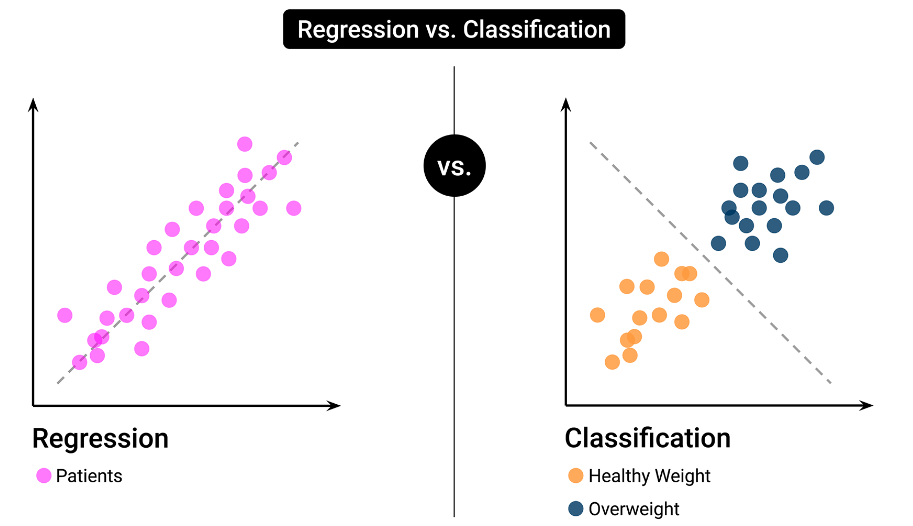 Regression vs. Classification
vs.
Regression
Patients
Classification
Healthy Weight
Overweight